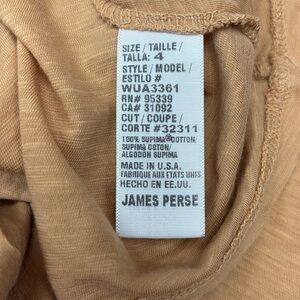 SIZE / TAILLE /
TALLA: 4
STYLE / MODEL /
ESTILO #
WUA3361
RN# 95339
CA# 31092
CUT / COUPE /
CORTE #32311
100% SUPIMA COTTON/
SUPIMA COTON/
ALGODON SUPIMA
MADE IN U.S.A.
FABRIQUE AUX ETATS UNIS
HECHO EN EE.UU.
JAMES PERSE